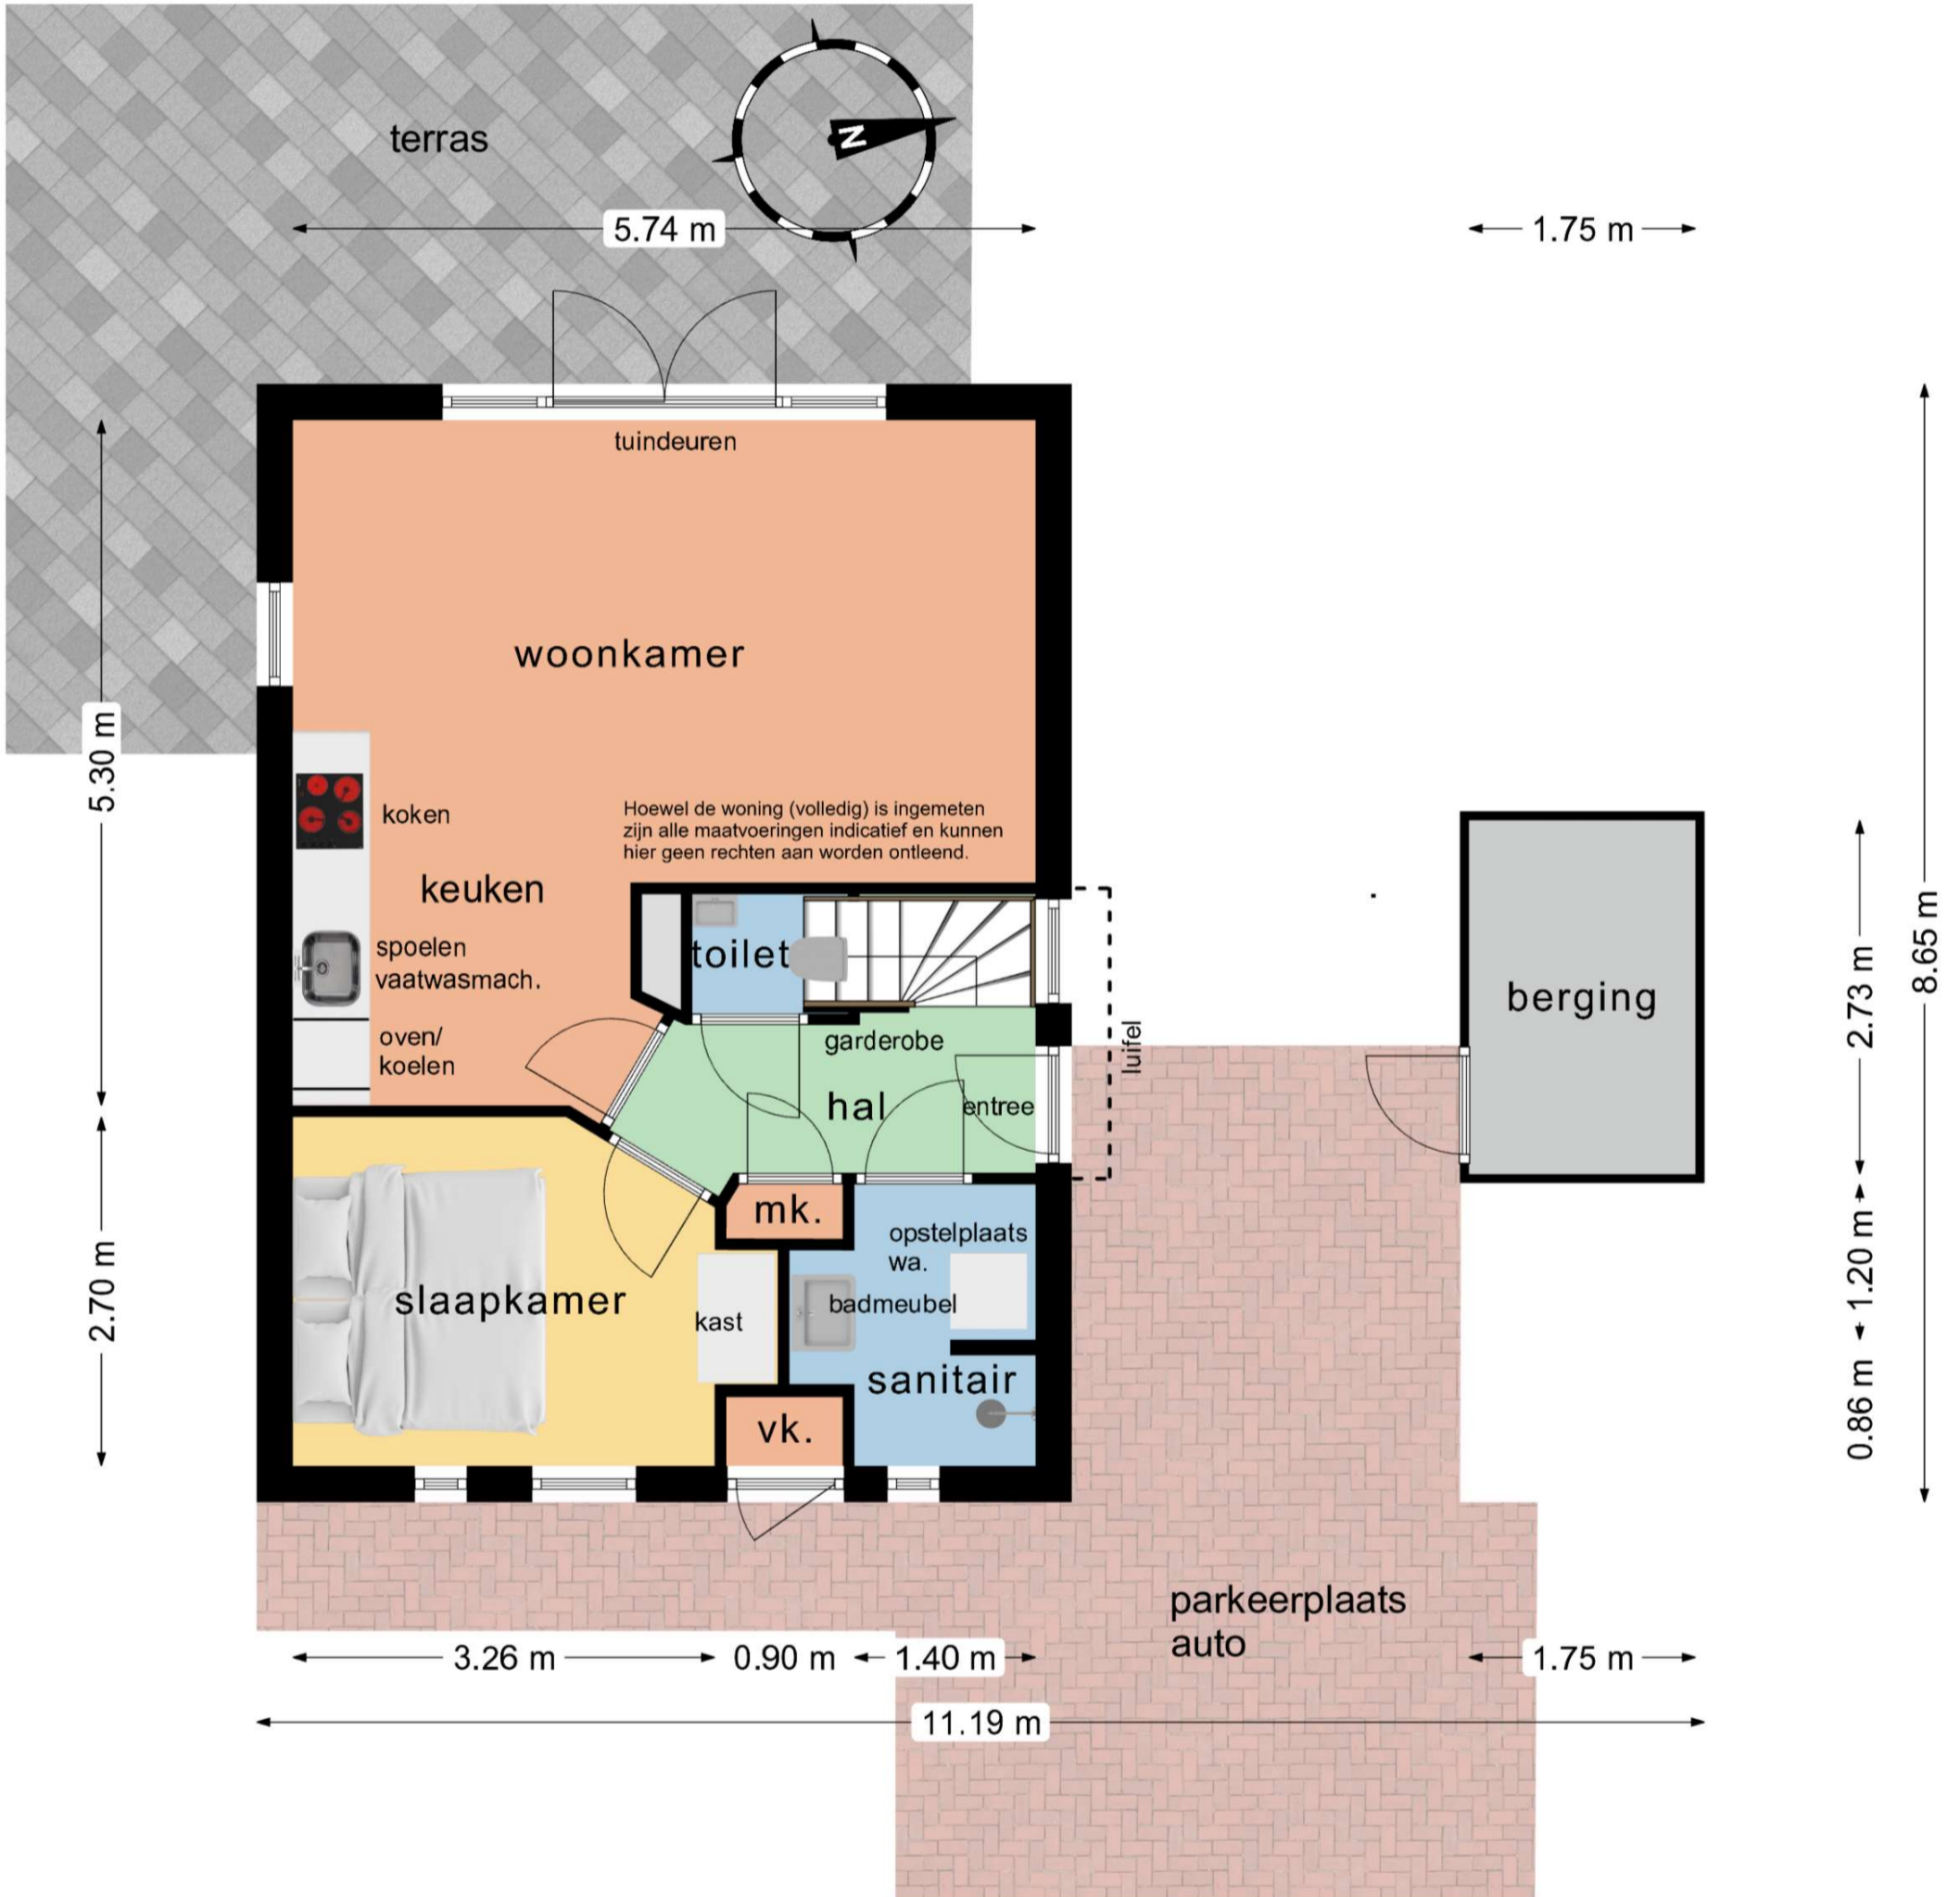 terras
N
5.74 m
1.75 m
tuindeuren
woonkamer
5.30 m
koken
Hoewel de woning (volledig) is ingemeten
zijn alle maatvoeringen indicatief en kunnen
hier geen rechten aan worden ontleend.
keuken
8.65 m
spoelen
vaatwasmach.
toilet
berging
2.73 m
oven/
koelen
garderobe
luifel
hal
entree
mk.
opstelplaats
wa.
1.20 m
2.70 m
slaapkamer
kast
badmeubel
sanitair
0.86 m
vk.
parkeerplaats
auto
3.26 m
0.90 m
1.40 m
1.75 m
11.19 m